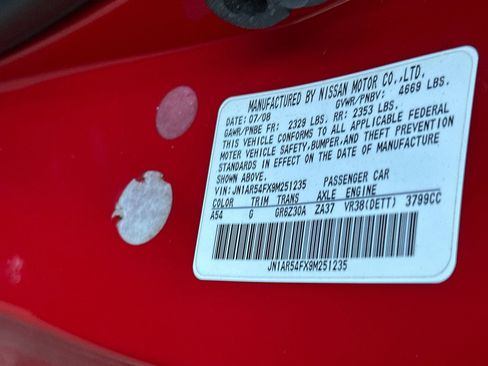 MANUFACTURED BY NISSAN MOTOR CO.,LTD.
DATE: 07/08 GVWR/PNBV: 4669 LBS.
GAWR/PNBE FR: 2329 LBS. RR: 2353 LBS.
THIS VEHICLE CONFORMS TO ALL APPLICABLE FEDERAL
MOTER VEHICLE SAFETY,BUMPER,AND THEFT PREVENTION
STANDARDS IN EFFECT ON THE DATE OF MANUFACTURE
SHOWN ABOVE.
VIN: JN1AR54FX9M251235 PASSENGER CAR
COLOR TRIM TRANS AXLE ENGINE
A54 G GR6Z30A ZA37 VR38(DETT) 3799CC
JN1AR54FX9M251235